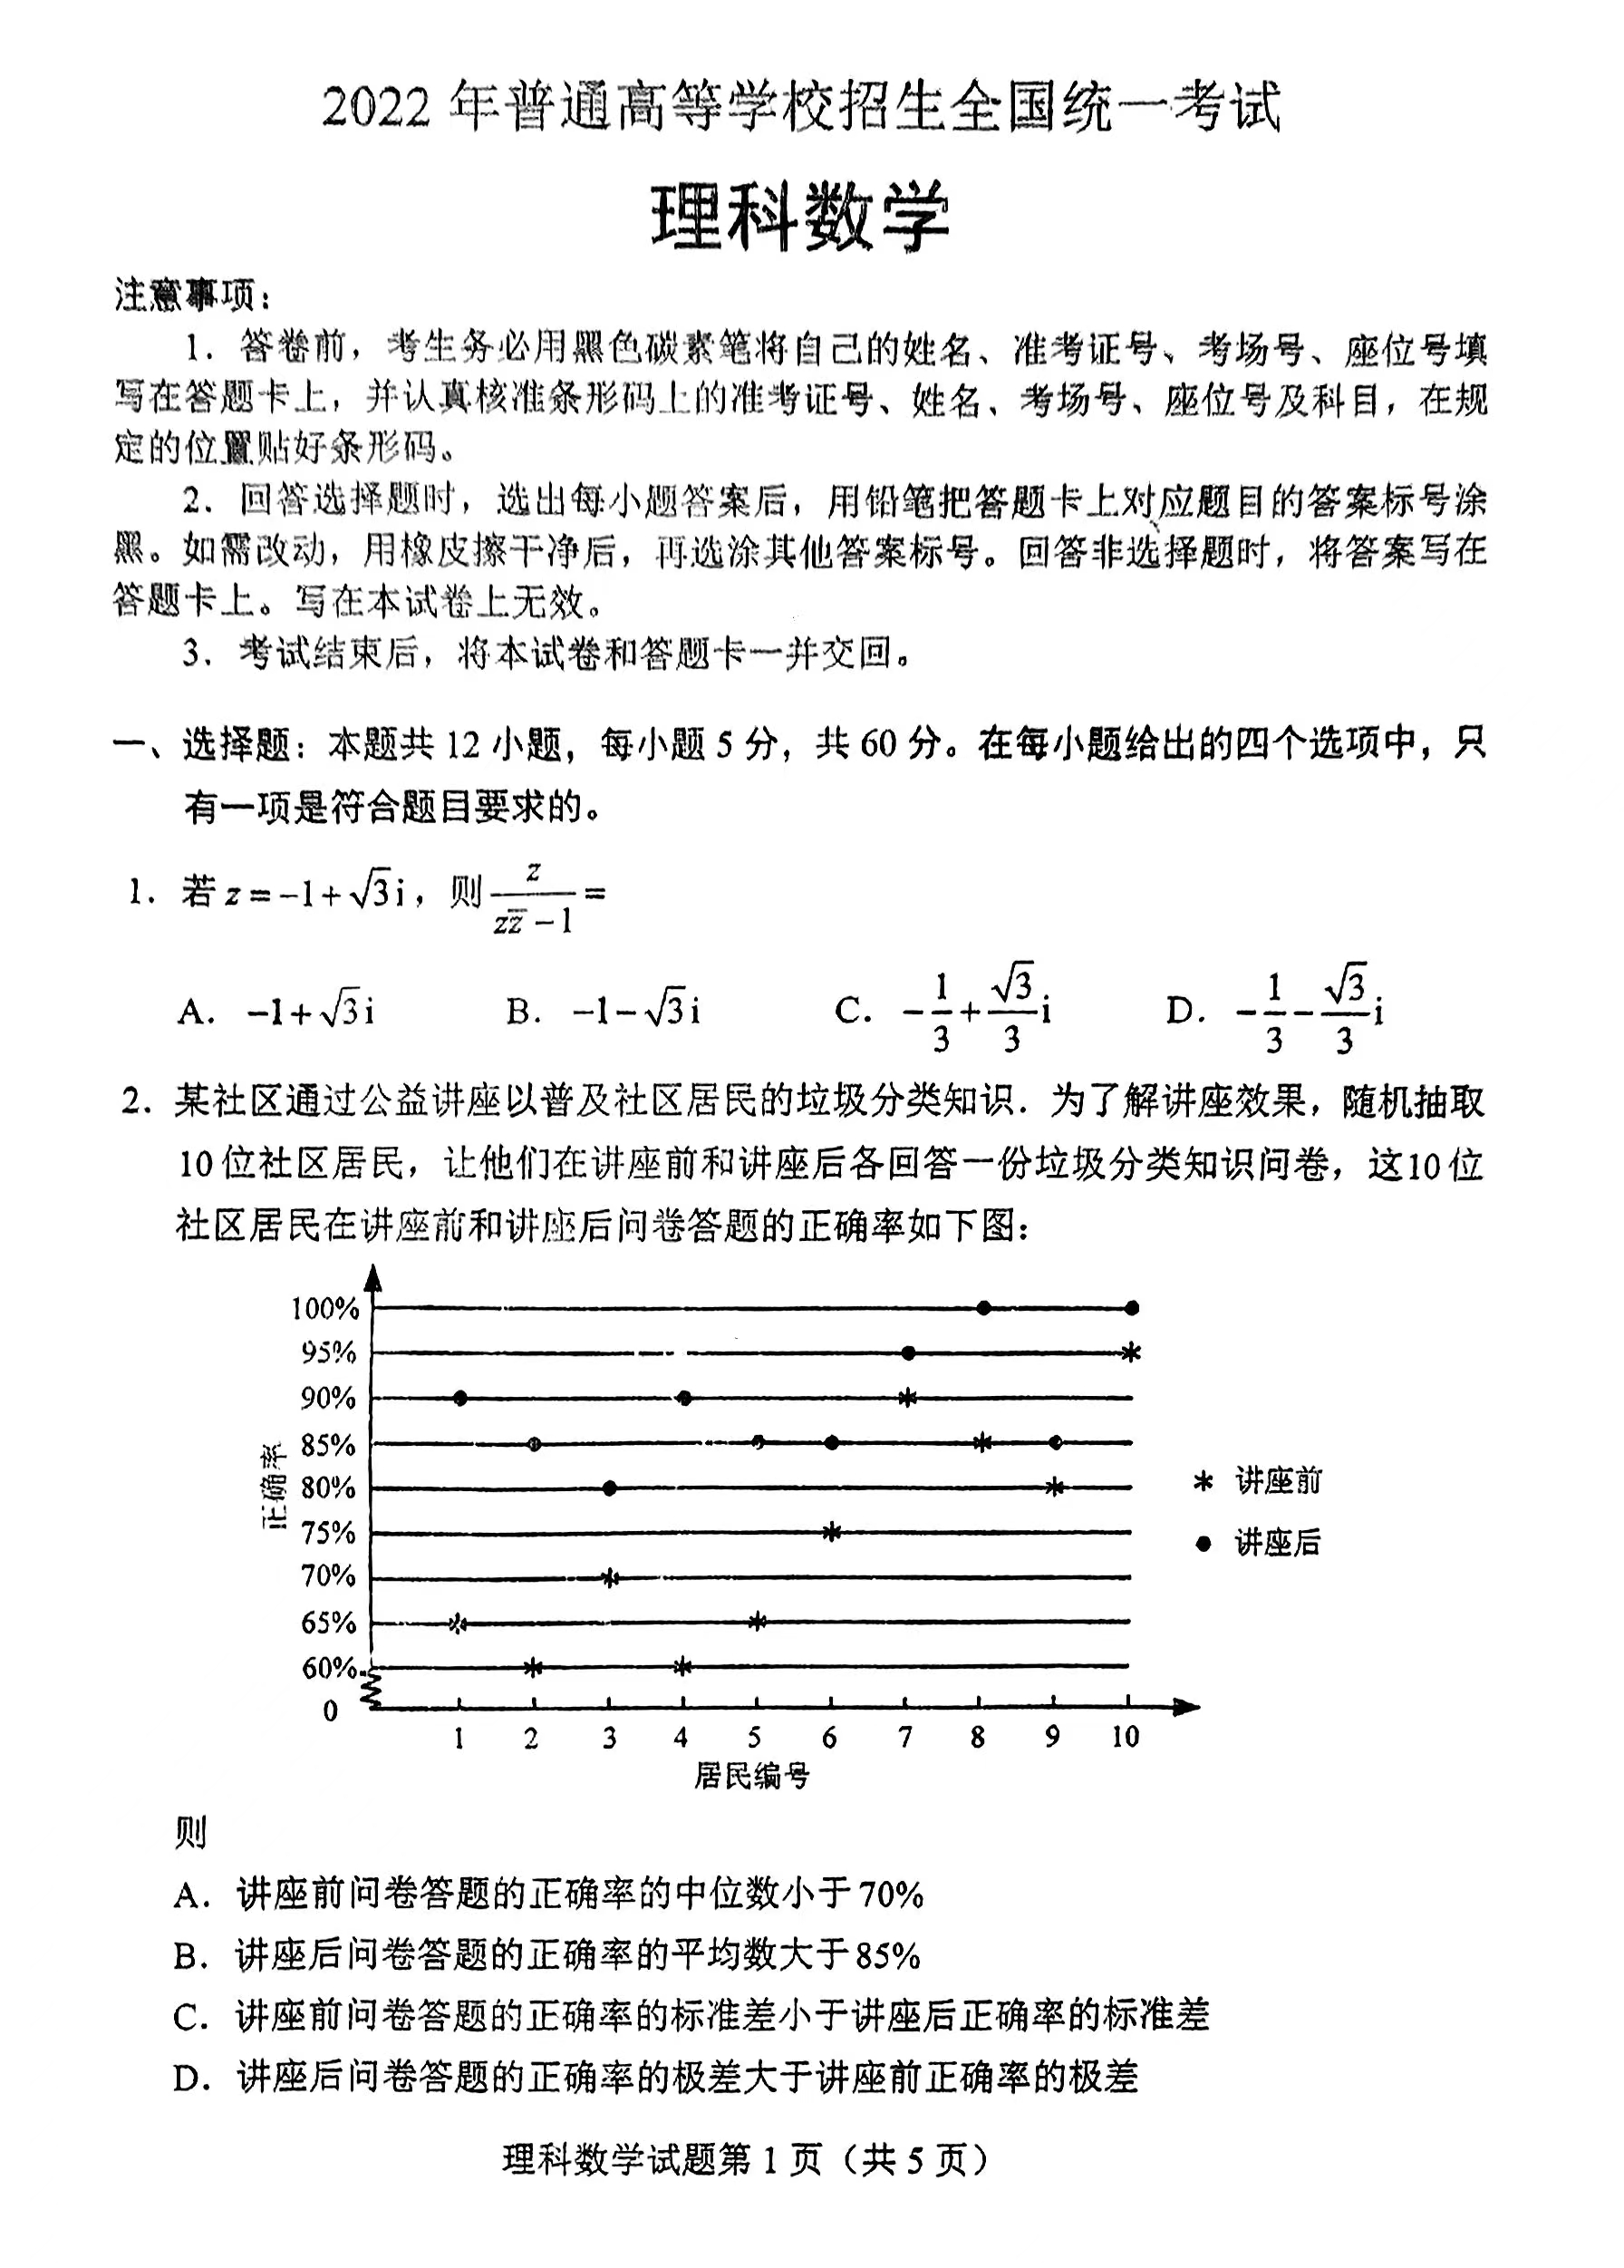 2022 年普通高等学校招生全国统一考试
理科数学
注意事项：
1．答卷前，考生务必用黑色碳素笔将自己的姓名、准考证号、考场号、座位号填
写在答题卡上，并认真核准条形码上的准考证号、姓名、考场号、座位号及科目，在规
定的位置贴好条形码。
2．回答选择题时，选出每小题答案后，用铅笔把答题卡上对应题目的答案标号涂
黑。如需改动，用橡皮擦干净后，再选涂其他答案标号。回答非选择题时，将答案写在
答题卡上。写在本试卷上无效。
3．考试结束后，将本试卷和答题卡一并交回。
一、选择题：本题共 12 小题，每小题 5 分，共 60 分。在每小题给出的四个选项中，只
有一项是符合题目要求的。
1．若 z = −1 + √3 i，则 z/(z z̄ − 1) =
A． −1 + √3 i  B． −1 − √3 i  C． −1/3 + √3/3 i  D． −1/3 − √3/3 i
2．某社区通过公益讲座以普及社区居民的垃圾分类知识．为了解讲座效果，随机抽取
10 位社区居民，让他们在讲座前和讲座后各回答一份垃圾分类知识问卷，这 10 位
社区居民在讲座前和讲座后问卷答题的正确率如下图：
正确率
100%
95%
90%
85%
80%
75%
70%
65%
60%
0
1 2 3 4 5 6 7 8 9 10
居民编号
* 讲座前
● 讲座后
则
A．讲座前问卷答题的正确率的中位数小于 70%
B．讲座后问卷答题的正确率的平均数大于 85%
C．讲座前问卷答题的正确率的标准差小于讲座后正确率的标准差
D．讲座后问卷答题的正确率的极差大于讲座前正确率的极差
理科数学试题第 1 页（共 5 页）